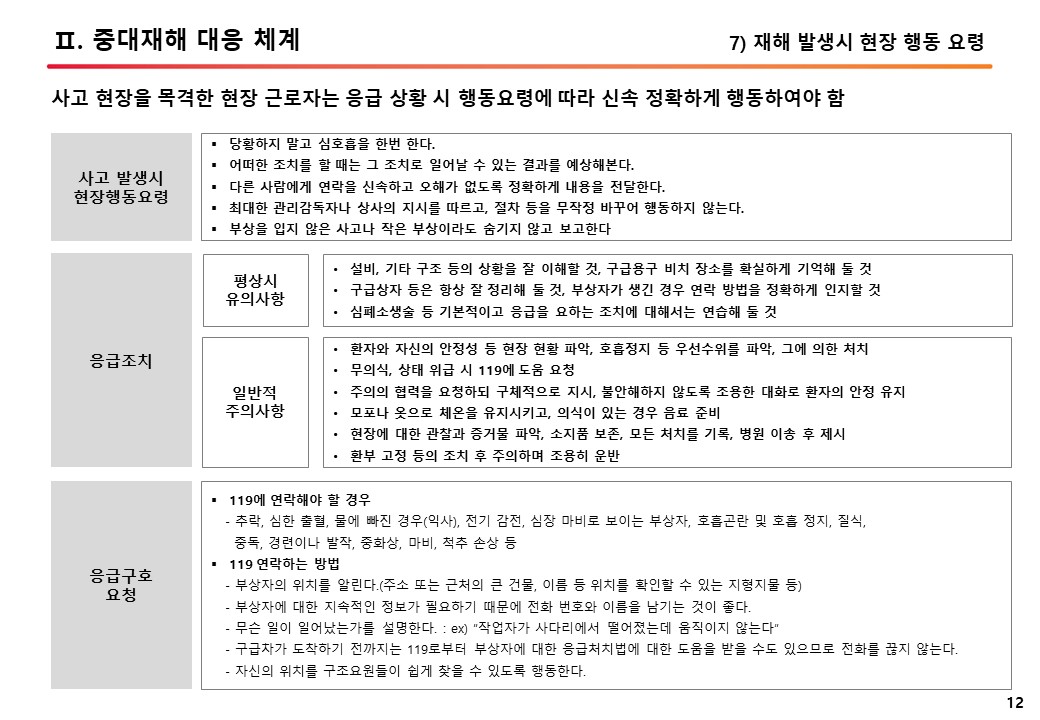 Ⅱ. 중대재해 대응 체계
7) 재해 발생시 현장 행동 요령
사고 현장을 목격한 현장 근로자는 응급 상황 시 행동요령에 따라 신속 정확하게 행동하여야 함
사고 발생시
현장행동요령
▪ 당황하지 말고 심호흡을 한번 한다.
▪ 어떠한 조치를 할 때는 그 조치로 일어날 수 있는 결과를 예상해본다.
▪ 다른 사람에게 연락을 신속하고 오해가 없도록 정확하게 내용을 전달한다.
▪ 최대한 관리감독자나 상사의 지시를 따르고, 절차 등을 무작정 바꾸어 행동하지 않는다.
▪ 부상을 입지 않은 사고나 작은 부상이라도 숨기지 않고 보고한다
응급조치
평상시
유의사항
• 설비, 기타 구조 등의 상황을 잘 이해할 것, 구급용구 비치 장소를 확실하게 기억해 둘 것
• 구급상자 등은 항상 잘 정리해 둘 것, 부상자가 생긴 경우 연락 방법을 정확하게 인지할 것
• 심폐소생술 등 기본적이고 응급을 요하는 조치에 대해서는 연습해 둘 것
일반적
주의사항
• 환자와 자신의 안정성 등 현장 현황 파악, 호흡정지 등 우선수위를 파악, 그에 의한 처치
• 무의식, 상태 위급 시 119에 도움 요청
• 주의의 협력을 요청하되 구체적으로 지시, 불안해하지 않도록 조용한 대화로 환자의 안정 유지
• 모포나 옷으로 체온을 유지시키고, 의식이 있는 경우 음료 준비
• 현장에 대한 관찰과 증거물 파악, 소지품 보존, 모든 처치를 기록, 병원 이송 후 제시
• 환부 고정 등의 조치 후 주의하며 조용히 운반
응급구호
요청
▪ 119에 연락해야 할 경우
- 추락, 심한 출혈, 물에 빠진 경우(익사), 전기 감전, 심장 마비로 보이는 부상자, 호흡곤란 및 호흡 정지, 질식,
중독, 경련이나 발작, 중화상, 마비, 척추 손상 등
▪ 119 연락하는 방법
- 부상자의 위치를 알린다.(주소 또는 근처의 큰 건물, 이름 등 위치를 확인할 수 있는 지형지물 등)
- 부상자에 대한 지속적인 정보가 필요하기 때문에 전화 번호와 이름을 남기는 것이 좋다.
- 무슨 일이 일어났는가를 설명한다. : ex) "작업자가 사다리에서 떨어졌는데 움직이지 않는다"
- 구급차가 도착하기 전까지는 119로부터 부상자에 대한 응급처치법에 대한 도움을 받을 수도 있으므로 전화를 끊지 않는다.
- 자신의 위치를 구조요원들이 쉽게 찾을 수 있도록 행동한다.
12